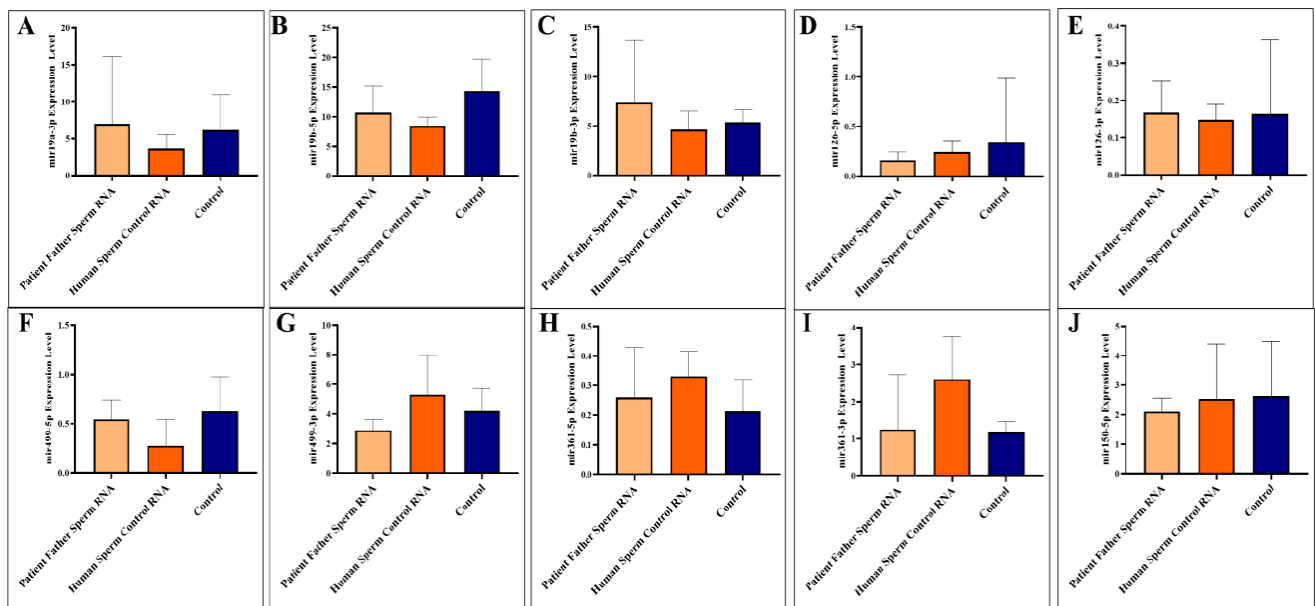 A
mir19a-3p Expression Level
20
15
10
5
0
Patient Father Sperm RNA
Human Sperm Control RNA
Control
B
mir19b-5p Expression Level
25
20
15
10
5
0
Patient Father Sperm RNA
Human Sperm Control RNA
Control
C
mir19b-3p Expression Level
15
10
5
0
Patient Father Sperm RNA
Human Sperm Control RNA
Control
D
mir126-5p Expression Level
1.5
1.0
0.5
0.0
Patient Father Sperm RNA
Human Sperm Control RNA
Control
E
mir126-3p Expression Level
0.4
0.3
0.2
0.1
0.0
Patient Father Sperm RNA
Human Sperm Control RNA
Control
F
mir499-5p Expression Level
1.5
1.0
0.5
0.0
Patient Father Sperm RNA
Human Sperm Control RNA
Control
G
mir499-3p Expression Level
10
8
6
4
2
0
Patient Father Sperm RNA
Human Sperm Control RNA
Control
H
mir361-5p Expression Level
0.5
0.4
0.3
0.2
0.1
0.0
Patient Father Sperm RNA
Human Sperm Control RNA
Control
I
mir361-3p Expression Level
4
3
2
1
0
Patient Father Sperm RNA
Human Sperm Control RNA
Control
J
mir150-5p Expression Level
5
4
3
2
1
0
Patient Father Sperm RNA
Human Sperm Control RNA
Control